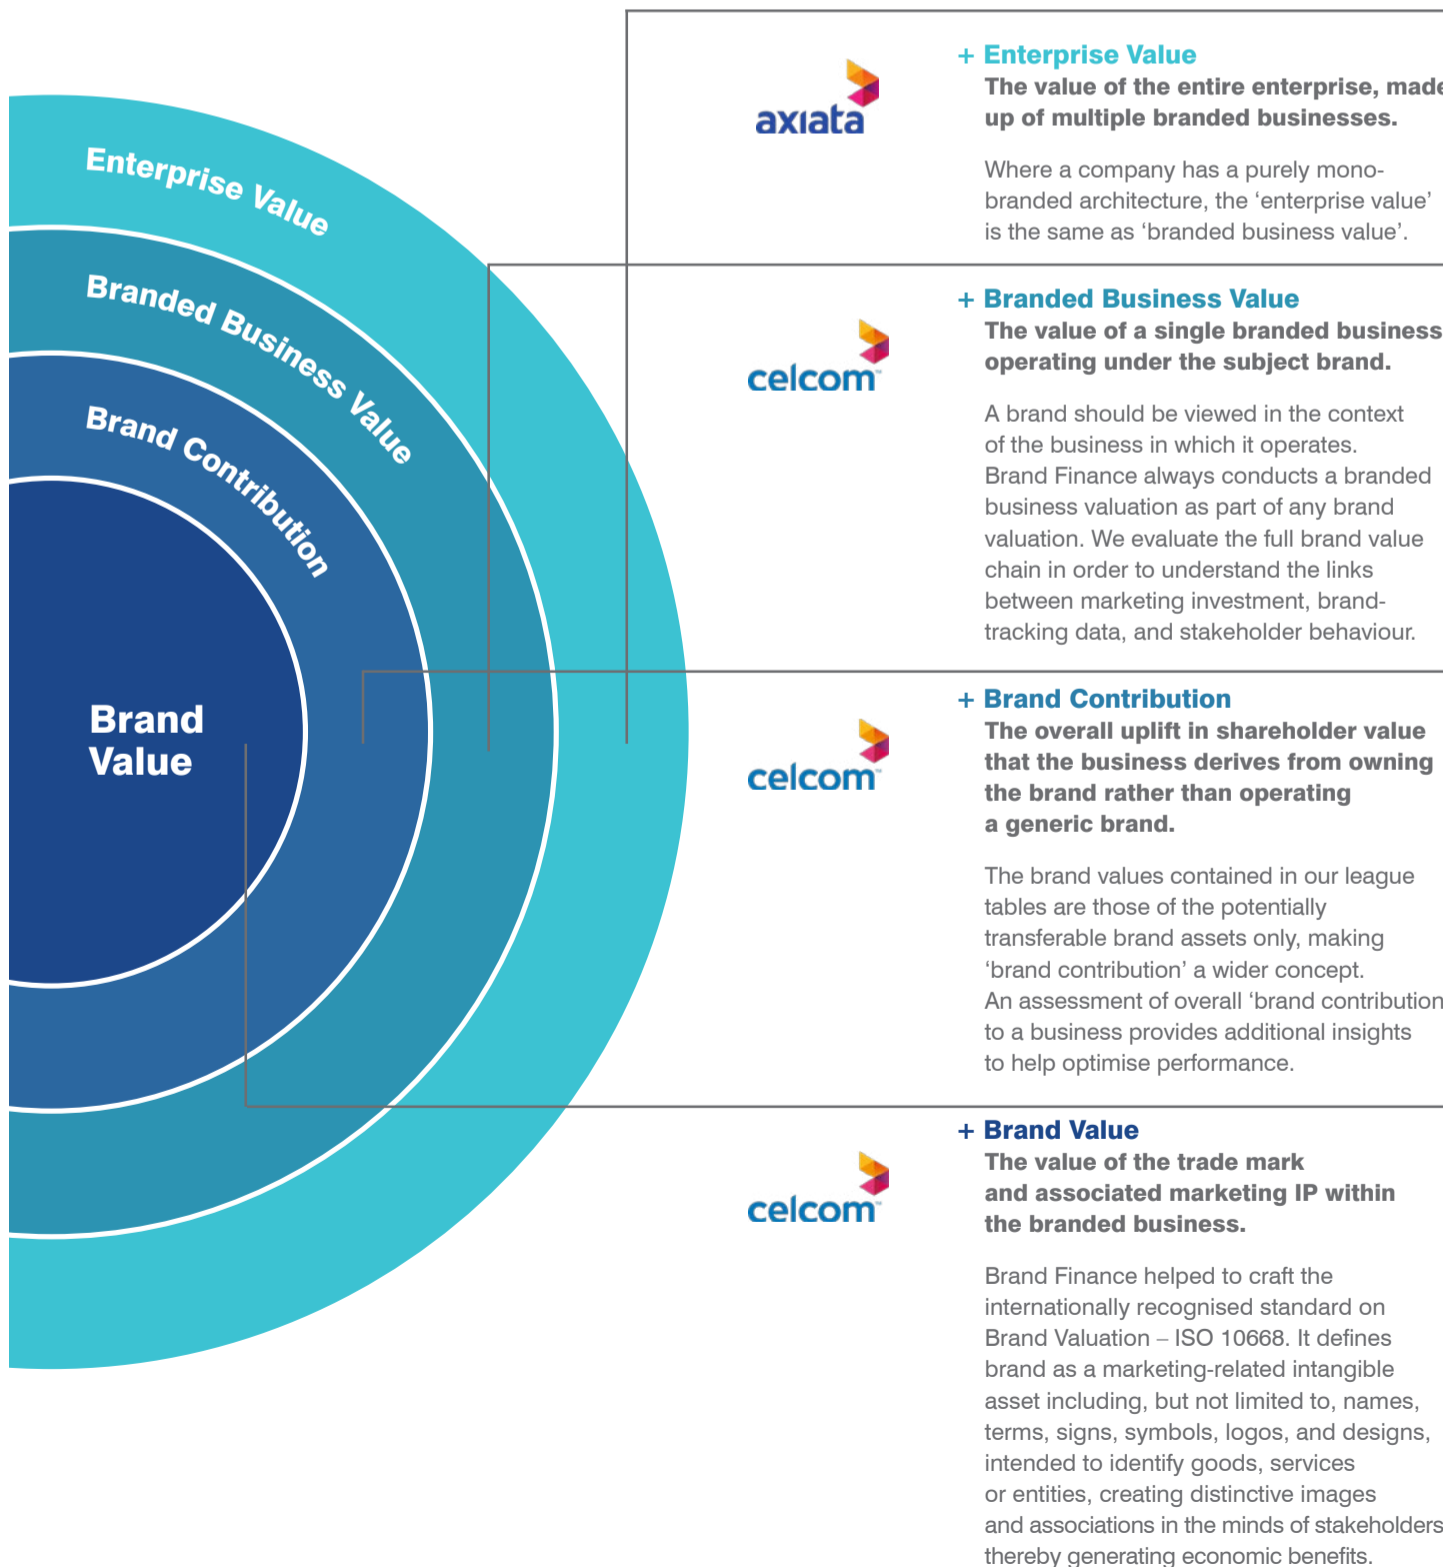 Enterprise Value
Branded Business Value
Brand Contribution
Brand
Value
axiata
+ Enterprise Value
The value of the entire enterprise, made
up of multiple branded businesses.
Where a company has a purely mono-
branded architecture, the ‘enterprise value’
is the same as ‘branded business value’.
celcom™
+ Branded Business Value
The value of a single branded business
operating under the subject brand.
A brand should be viewed in the context
of the business in which it operates.
Brand Finance always conducts a branded
business valuation as part of any brand
valuation. We evaluate the full brand value
chain in order to understand the links
between marketing investment, brand-
tracking data, and stakeholder behaviour.
celcom™
+ Brand Contribution
The overall uplift in shareholder value
that the business derives from owning
the brand rather than operating
a generic brand.
The brand values contained in our league
tables are those of the potentially
transferable brand assets only, making
‘brand contribution’ a wider concept.
An assessment of overall ‘brand contribution
to a business provides additional insights
to help optimise performance.
celcom™
+ Brand Value
The value of the trade mark
and associated marketing IP within
the branded business.
Brand Finance helped to craft the
internationally recognised standard on
Brand Valuation – ISO 10668. It defines
brand as a marketing-related intangible
asset including, but not limited to, names,
terms, signs, symbols, logos, and designs,
intended to identify goods, services
or entities, creating distinctive images
and associations in the minds of stakeholders
thereby generating economic benefits.